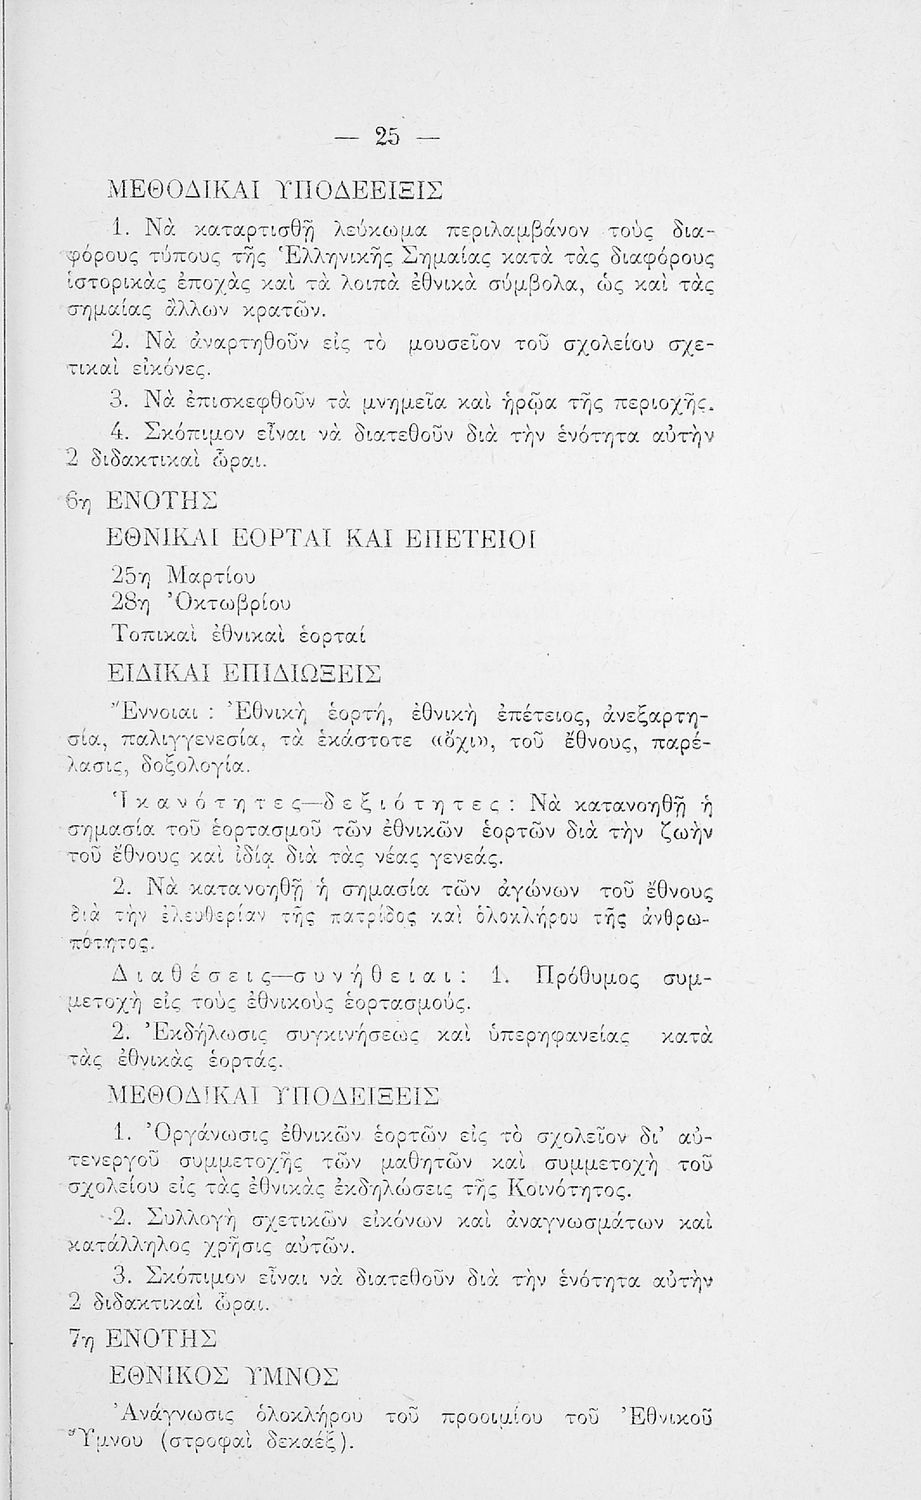 — 25 —
ΜΕΘΟΔΙΚΑΙ ΥΠΟΔΕΕΙΞΙΣ
1. Νὰ καταρτισθῇ λεύκωμα περιλαμβάνον τοὺς δια-
φόρους τύπους τῆς Ἑλληνικῆς Σημαίας κατὰ τὰς διαφόρους
ἱστορικὰς ἐποχὰς καὶ τὰ λοιπὰ ἐθνικὰ σύμβολα, ὡς καὶ τὰς
σημαίας ἄλλων κρατῶν.
2. Νὰ ἀναρτηθοῦν εἰς τὸ μουσεῖον τοῦ σχολείου σχε-
τικαὶ εἰκόνες.
3. Νὰ ἐπισκεφθοῦν τὰ μνημεῖα καὶ ἡρῷα τῆς περιοχῆς.
4. Σκόπιμον εἶναι νὰ διατεθοῦν διὰ τὴν ἑνότητα αὐτὴν
2 διδακτικαὶ ὧραι.
6η ΕΝΟΤΗΣ
ΕΘΝΙΚΑΙ ΕΟΡΤΑΙ ΚΑΙ ΕΠΕΤΕΙΟΙ
25η Μαρτίου
28η Ὀκτωβρίου
Τοπικαὶ ἐθνικαὶ ἑορταί
ΕΙΔΙΚΑΙ ΕΠΙΔΙΩΞΕΙΣ
Ἔννοιαι : Ἐθνικὴ ἑορτή, ἐθνικὴ ἐπέτειος, ἀνεξαρτη-
σία, παλιγγενεσία, τὰ ἑκάστοτε «ὄχι», τοῦ ἔθνους, παρέ-
λασις, δοξολογία.
Ἱκανότητες—δεξιότητες : Νὰ κατανοηθῇ ἡ
σημασία τοῦ ἑορτασμοῦ τῶν ἐθνικῶν ἑορτῶν διὰ τὴν ζωὴν
τοῦ ἔθνους καὶ ἰδίᾳ διὰ τὰς νέας γενεάς.
2. Νὰ κατανοηθῇ ἡ σημασία τῶν ἀγώνων τοῦ ἔθνους
διὰ τὴν ἐλευθερίαν τῆς πατρίδος καὶ ὁλοκλήρου τῆς ἀνθρω-
πότητος.
Διαθέσεις—συνήθειαι : 1. Πρόθυμος συμ-
μετοχὴ εἰς τοὺς ἐθνικοὺς ἑορτασμούς.
2. Ἐκδήλωσις συγκινήσεως καὶ ὑπερηφανείας κατὰ
τὰς ἐθνικὰς ἑορτάς.
ΜΕΘΟΔΙΚΑΙ ΥΠΟΔΕΙΞΕΙΣ
1. Ὀργάνωσις ἐθνικῶν ἑορτῶν εἰς τὸ σχολεῖον δι' αὐ-
τενεργοῦ συμμετοχῆς τῶν μαθητῶν καὶ συμμετοχὴ τοῦ
σχολείου εἰς τὰς ἐθνικὰς ἐκδηλώσεις τῆς Κοινότητος.
2. Συλλογὴ σχετικῶν εἰκόνων καὶ ἀναγνωσμάτων καὶ
κατάλληλος χρῆσις αὐτῶν.
3. Σκόπιμον εἶναι νὰ διατεθοῦν διὰ τὴν ἑνότητα αὐτὴν
2 διδακτικαὶ ὧραι.
7η ΕΝΟΤΗΣ
ΕΘΝΙΚΟΣ ΥΜΝΟΣ
Ἀνάγνωσις ὁλοκλήρου τοῦ προοιμίου τοῦ Ἐθνικοῦ
Ὕμνου (στροφαὶ δεκαέξ).